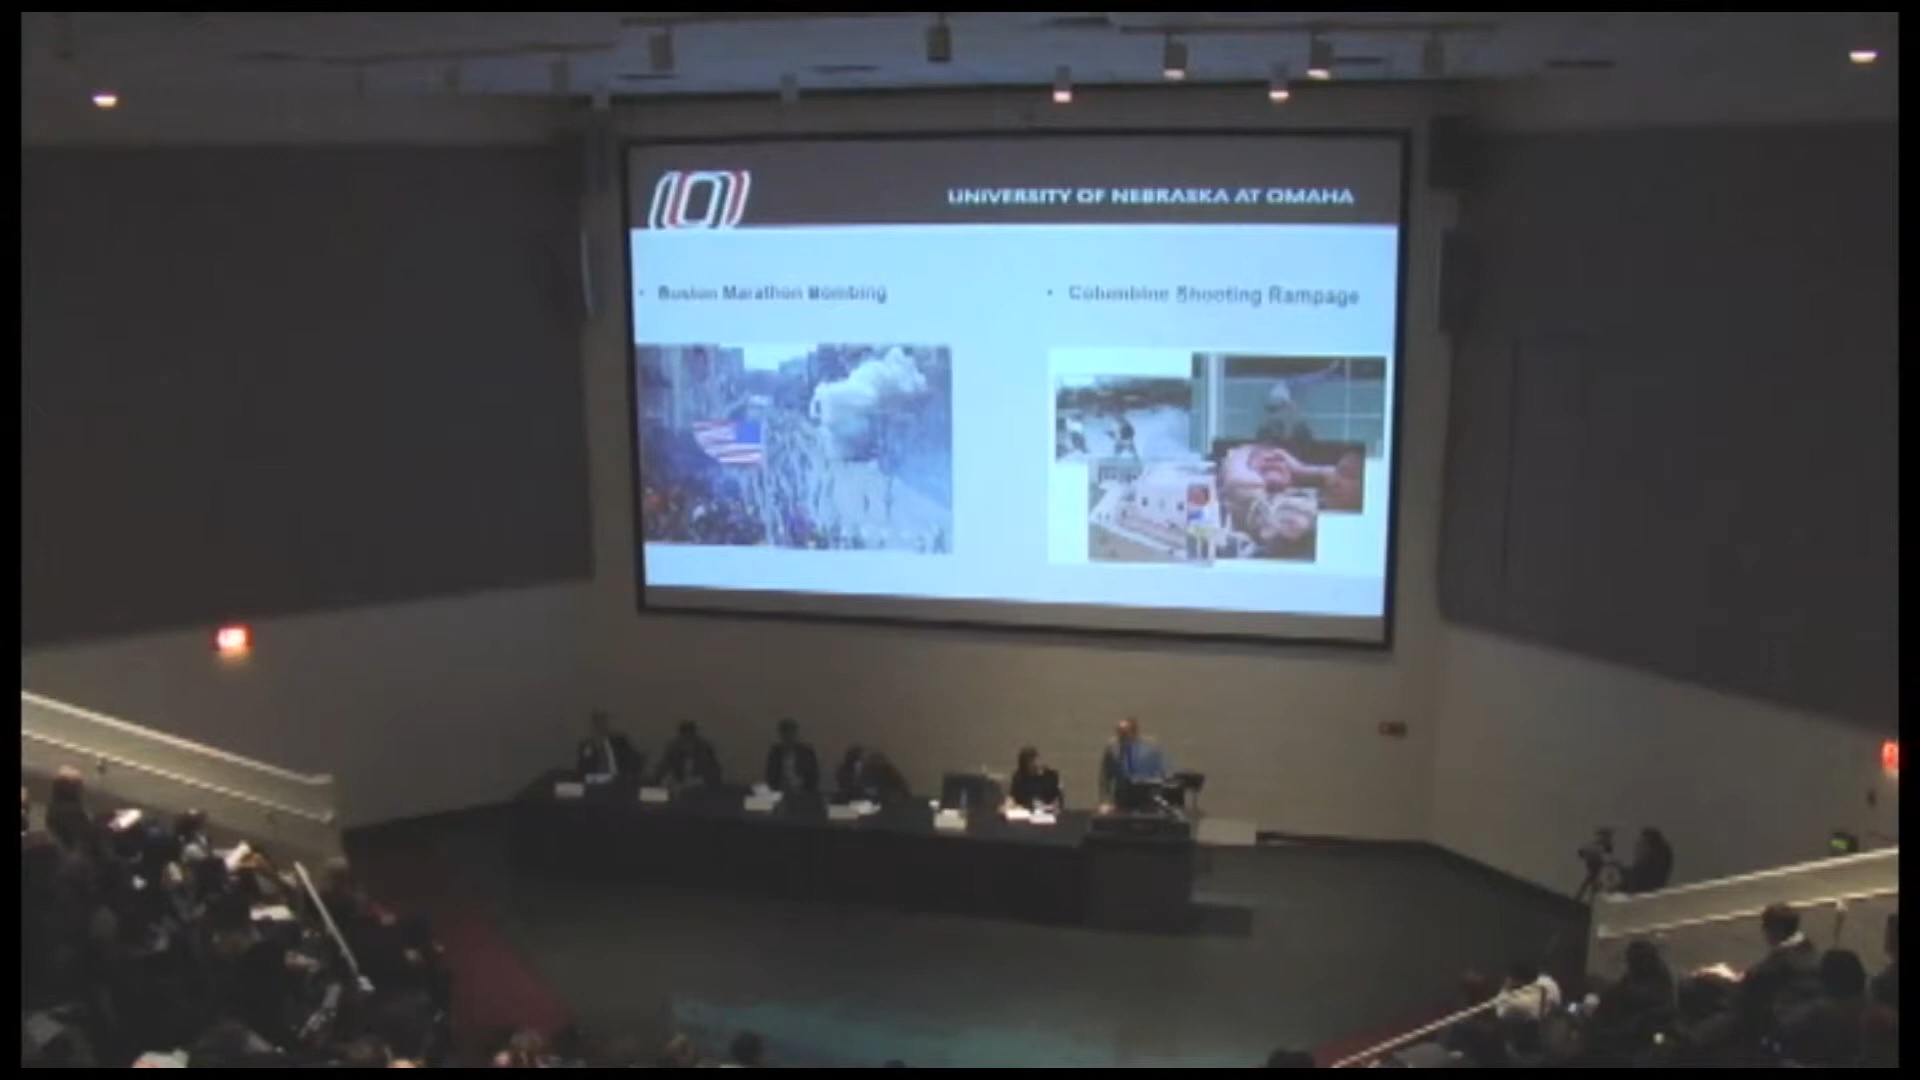 UNIVERSITY OF NEBRASKA AT OMAHA
• Boston Marathon Bombing
• Columbine Shooting Rampage